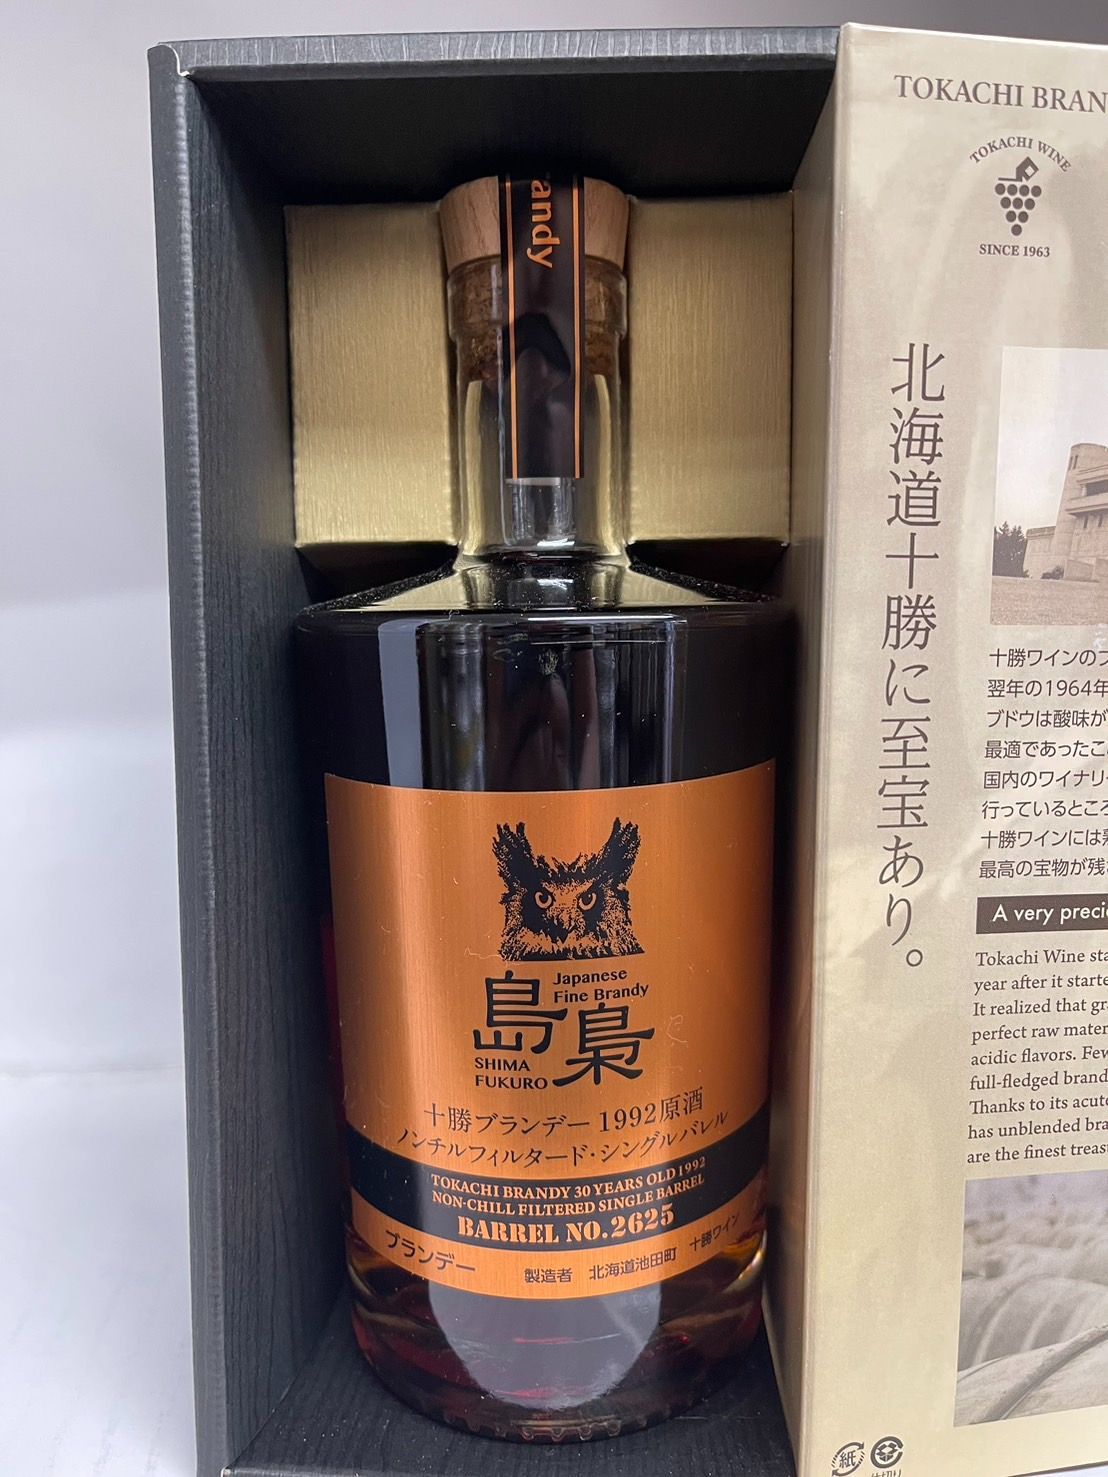 andy
島梟
Japanese
Fine Brandy
SHIMA
FUKURO
十勝ブランデー 1992原酒
ノンチルフィルタード・シングルバレル
TOKACHI BRANDY 30 YEARS OLD 1992
NON-CHILL FILTERED SINGLE BARREL
BARREL NO.2625
ブランデー
製造者 北海道池田町 十勝ワイン
TOKACHI BRAN
TOKACHI WINE
SINCE 1963
北海道十勝に至宝あり。
十勝ワインの
翌年の1964年
ブドウは酸味が
最適であったこ
国内のワイナリ
行っているところ
十勝ワインには
最高の宝物が残
A very preci
Tokachi Wine sta
year after it starte
It realized that gr
perfect raw mater
acidic flavors. Few
full-fledged brand
Thanks to its acute
has unblended bra
are the finest treas
紙